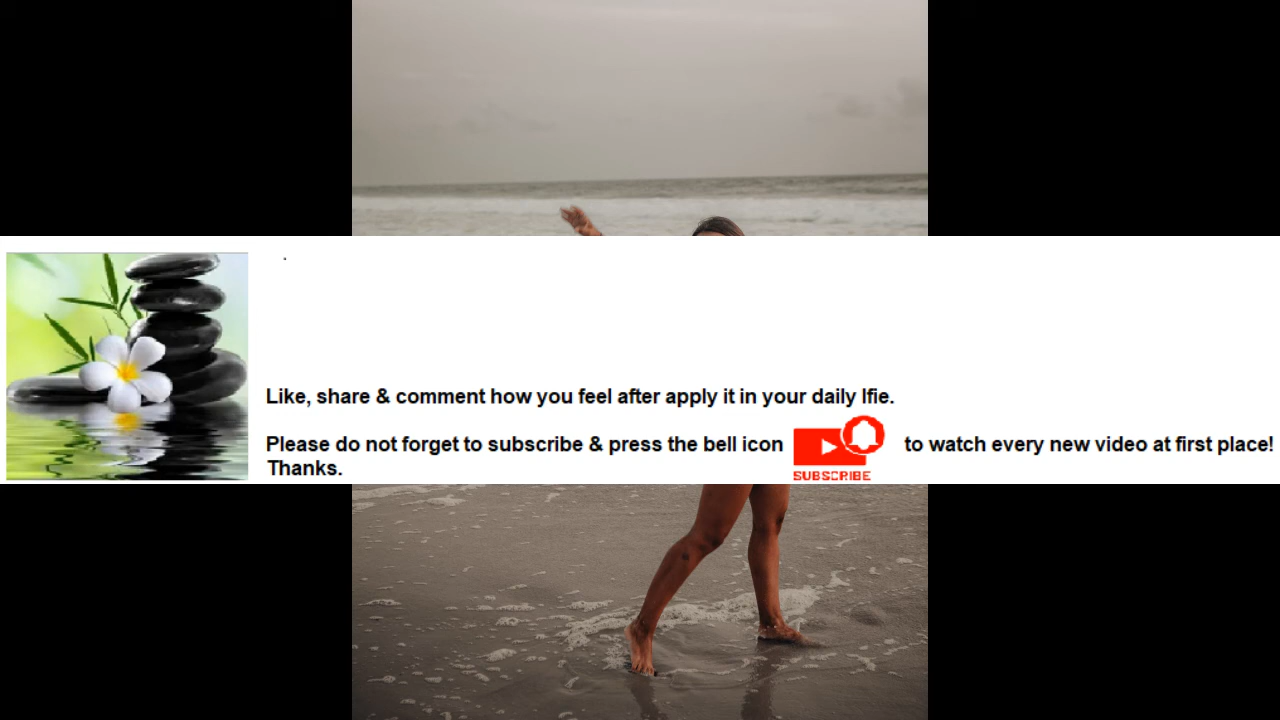 Like, share & comment how you feel after apply it in your daily lfie.
Please do not forget to subscribe & press the bell icon SUBSCRIBE to watch every new video at first place!
Thanks.